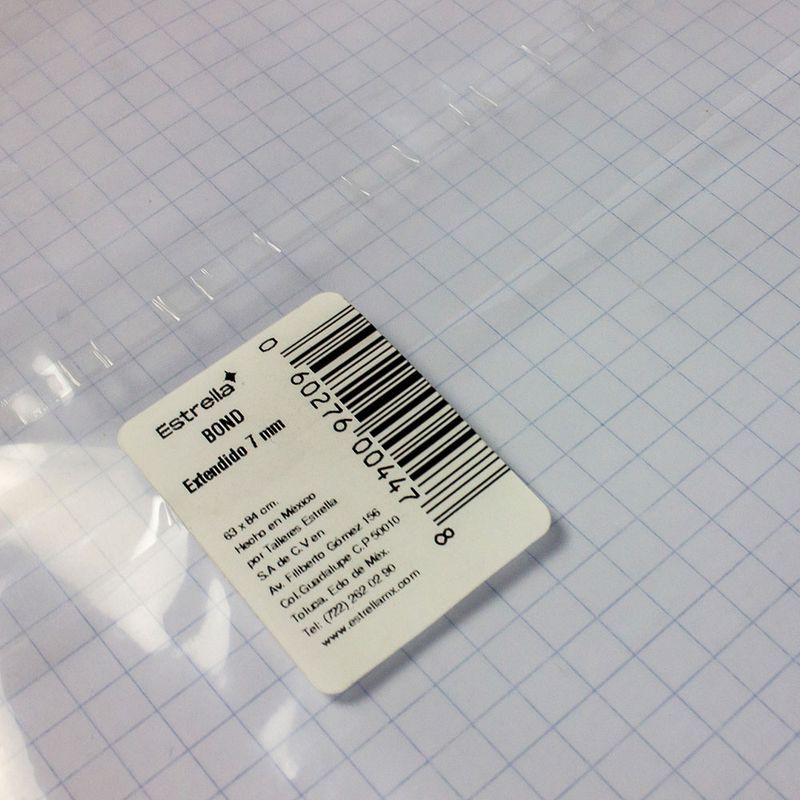 Estrella
BOND
Extendido 7 mm
63 x 84 cm.
Hecho en México
por Talleres Estrella
S.A de C.V en
Av. Filiberto Gómez 156
Col.Guadalupe C.P 50010
Toluca, Edo de Méx.
Tel: (722) 262 02 90
www.estrellamx.com
0 60276 00447 8